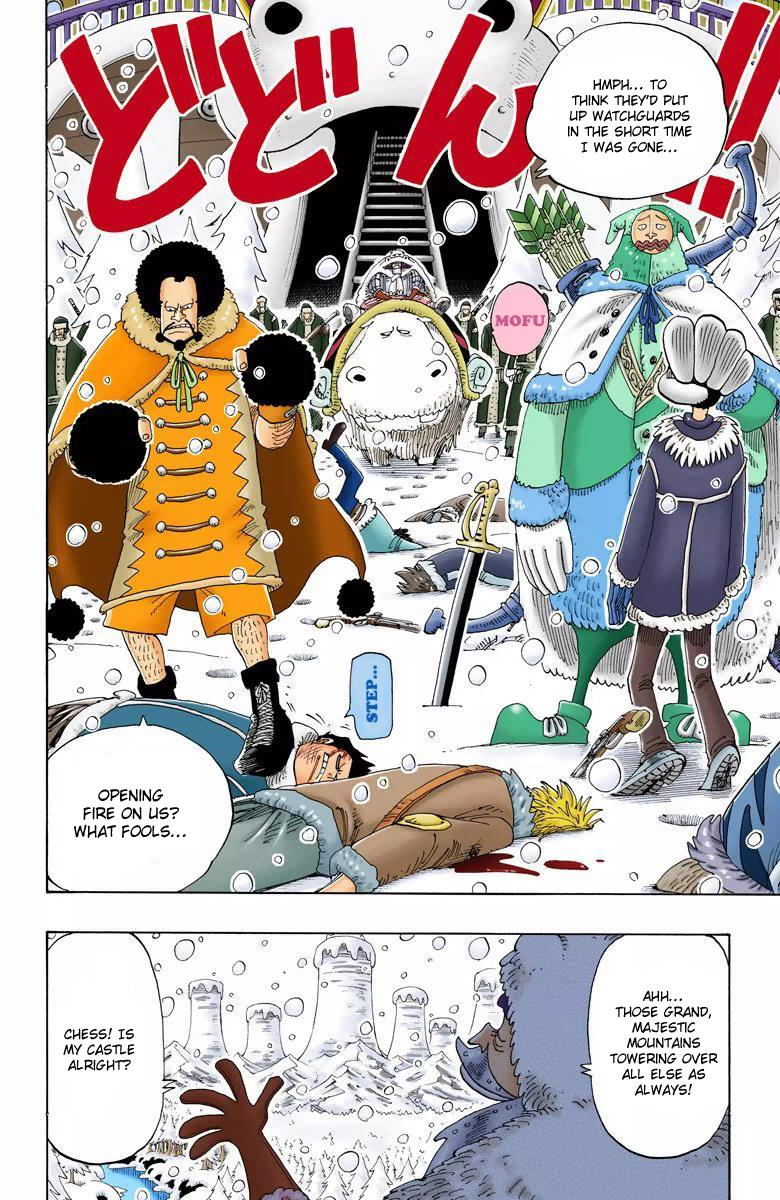 どどん!!
HMPH... TO
THINK THEY'D PUT
UP WATCHGUARDS
IN THE SHORT TIME
I WAS GONE...
MOFU
STEP...
OPENING
FIRE ON US?
WHAT FOOLS...
AHH...
THOSE GRAND,
MAJESTIC
MOUNTAINS
TOWERING OVER
ALL ELSE AS
ALWAYS!
CHESS! IS
MY CASTLE
ALRIGHT?